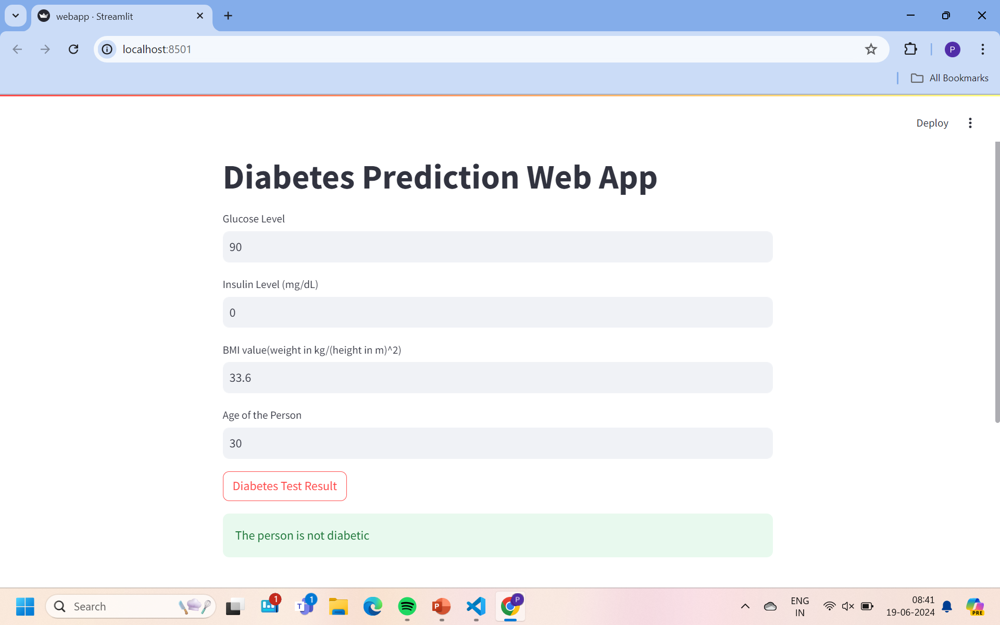 webapp · Streamlit
localhost:8501
P
All Bookmarks
Deploy
Diabetes Prediction Web App
Glucose Level
90
Insulin Level (mg/dL)
0
BMI value(weight in kg/(height in m)^2)
33.6
Age of the Person
30
Diabetes Test Result
The person is not diabetic
Search
1
T
1
P
P
ENG
IN
08:41
19-06-2024
PRE